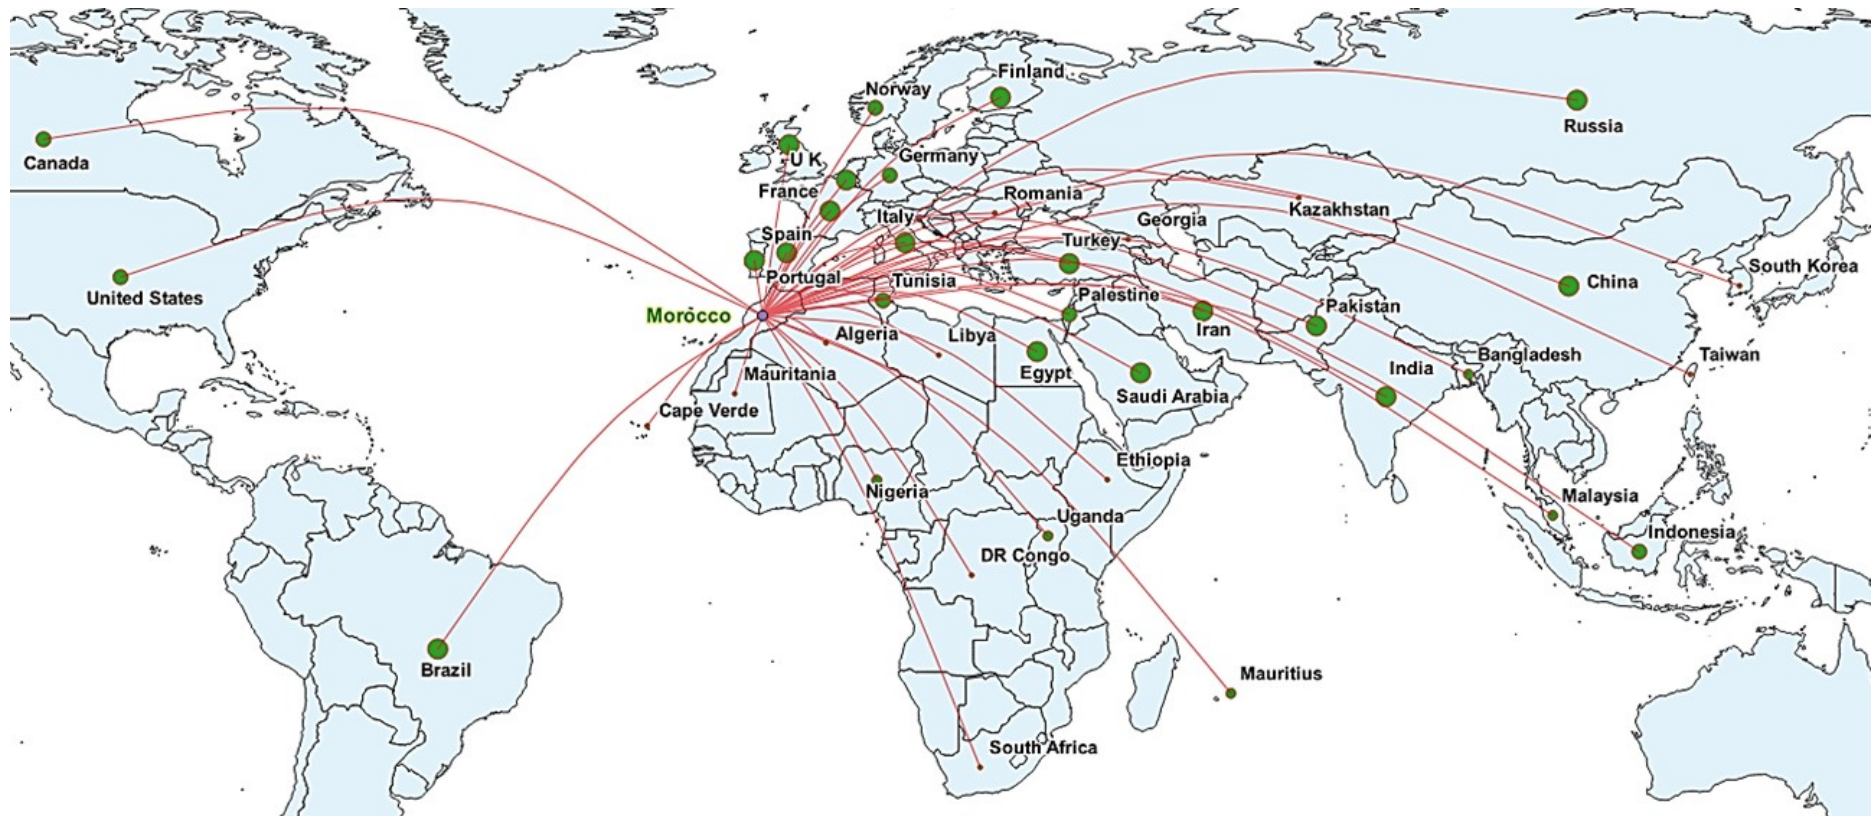 Finland
Norway
Canada
Russia
U K
Germany
France
Romania
Kazakhstan
Italy
Georgia
Spain
Turkey
South Korea
Portugal
Tunisia
China
United States
Palestine
Pakistan
Morocco
Iran
Algeria
Libya
Bangladesh
Taiwan
Mauritania
Egypt
India
Saudi Arabia
Cape Verde
Ethiopia
Nigeria
Malaysia
Uganda
Indonesia
DR Congo
Brazil
Mauritius
South Africa